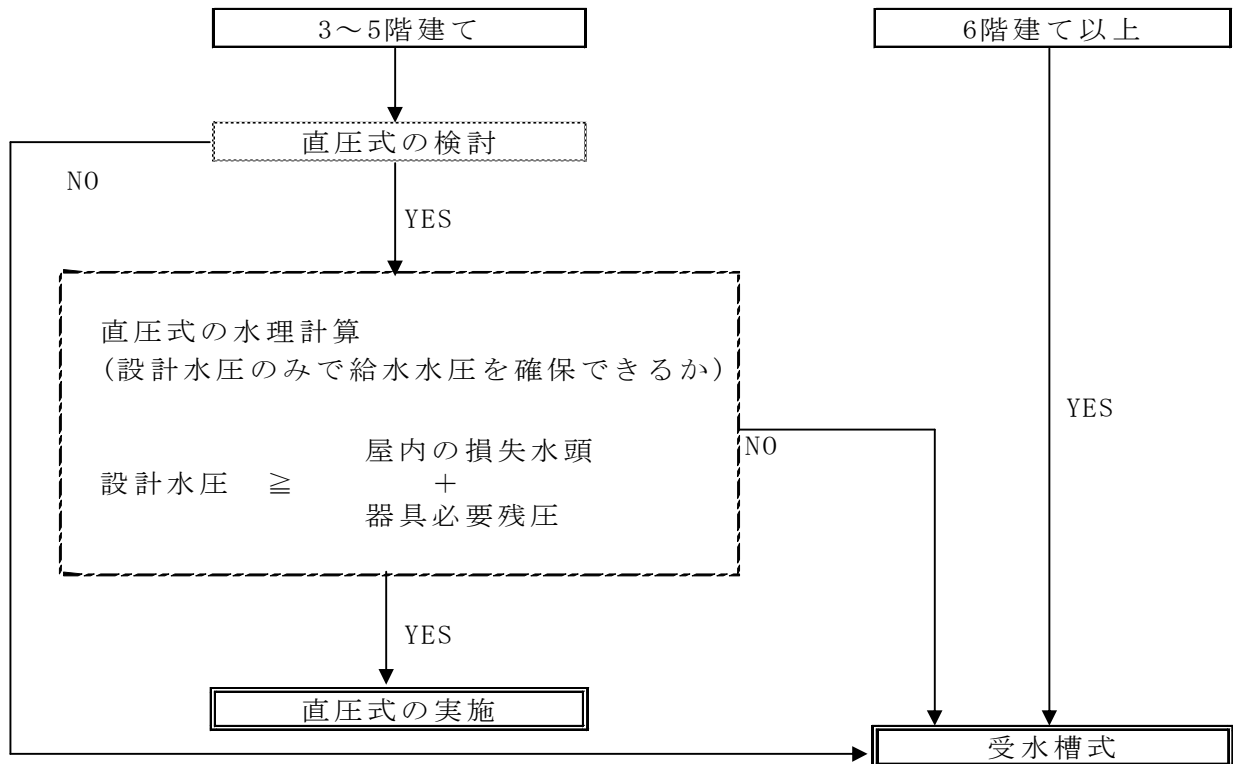 3～5階建て
6階建て以上
直圧式の検討
NO
YES
直圧式の水理計算
(設計水圧のみで給水水圧を確保できるか)
YES
屋内の損失水頭
NO
設計水圧 ≧ +
器具必要残圧
YES
直圧式の実施
受水槽式